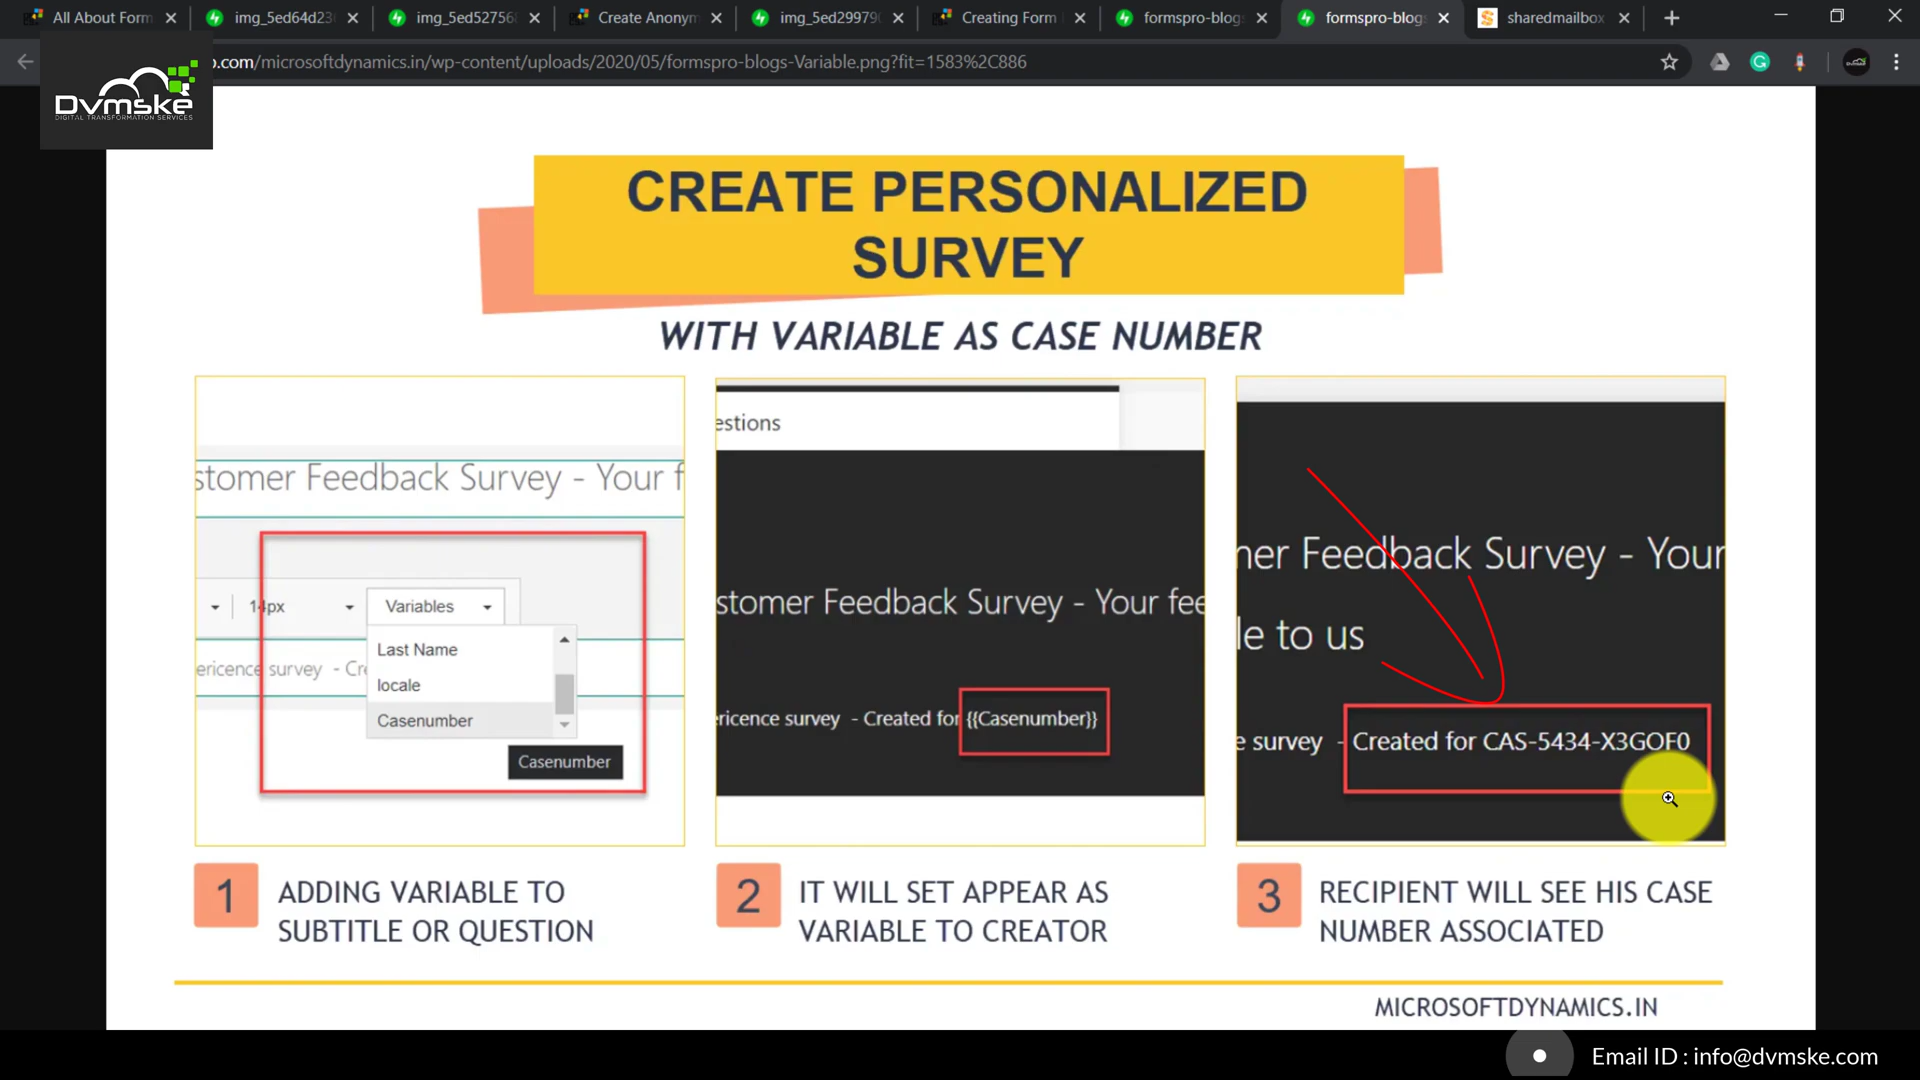 All About Form
img_5ed64d23
img_5ed52756
Create Anonym
img_5ed29979
Creating Form
formspro-blogs
formspro-blogs
sharedmailbox
.com/microsoftdynamics.in/wp-content/uploads/2020/05/formspro-blogs-Variable.png?fit=1583%2C886
Dvmske
DIGITAL TRANSFORMATION SERVICES
CREATE PERSONALIZED
SURVEY
WITH VARIABLE AS CASE NUMBER
stomer Feedback Survey - Your f
14px
Variables
Last Name
ericence survey - Cre
locale
Casenumber
Casenumber
estions
stomer Feedback Survey - Your fee
ericence survey - Created for {{Casenumber}}
ner Feedback Survey - Your
le to us
e survey - Created for CAS-5434-X3GOF0
1 ADDING VARIABLE TO
SUBTITLE OR QUESTION
2 IT WILL SET APPEAR AS
VARIABLE TO CREATOR
3 RECIPIENT WILL SEE HIS CASE
NUMBER ASSOCIATED
MICROSOFTDYNAMICS.IN
Email ID : info@dvmske.com